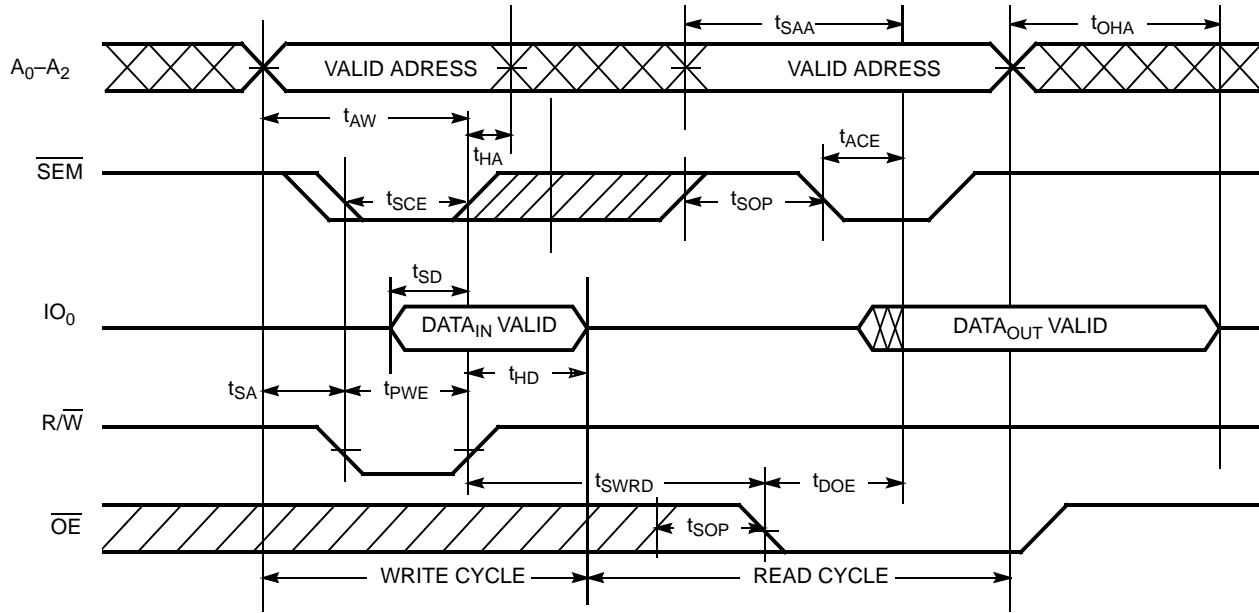 tSAA
tOHA
A0–A2
VALID ADRESS
VALID ADRESS
tAW
tHA
tACE
SEM
tSCE
tSOP
tSD
IO0
DATAIN VALID
DATAOUT VALID
tSA
tPWE
tHD
R/W
tSWRD
tDOE
OE
tSOP
WRITE CYCLE
READ CYCLE